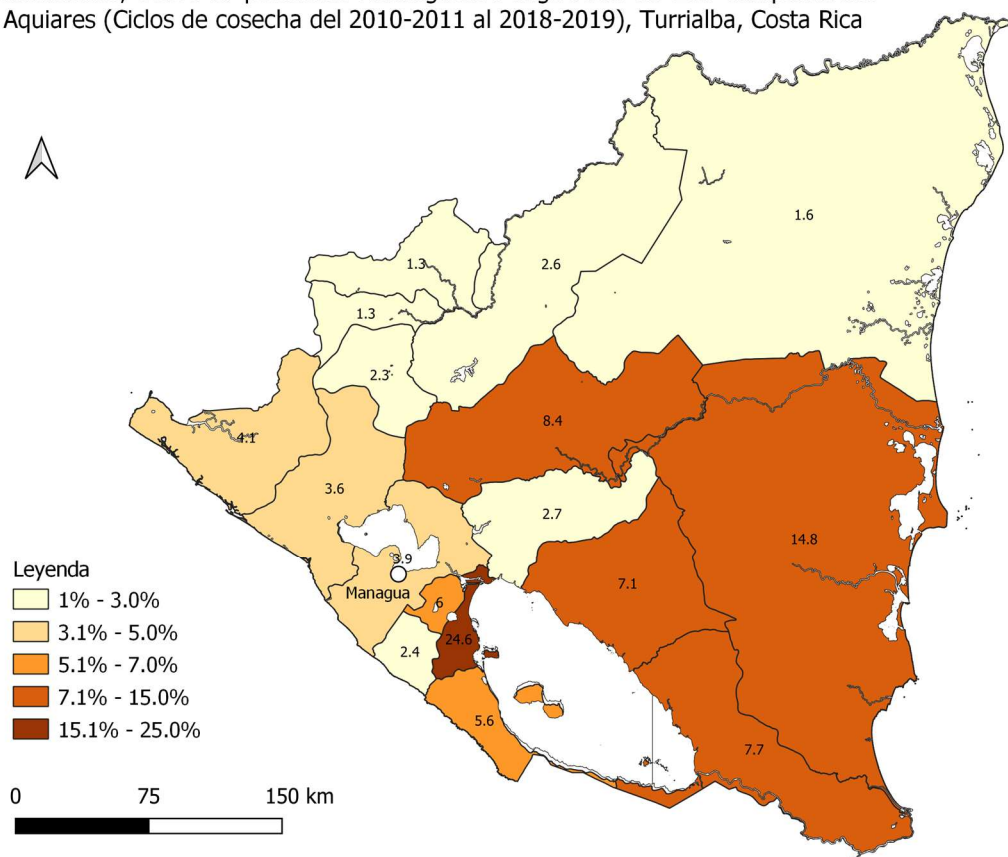 Aquiares (Ciclos de cosecha del 2010-2011 al 2018-2019), Turrialba, Costa Rica
1.6
1.3
2.6
1.3
2.3
8.4
4.1
3.6
2.7
14.8
3.9
Managua
7.1
6
24.6
2.4
5.6
7.7
Leyenda
1% - 3.0%
3.1% - 5.0%
5.1% - 7.0%
7.1% - 15.0%
15.1% - 25.0%
0 75 150 km